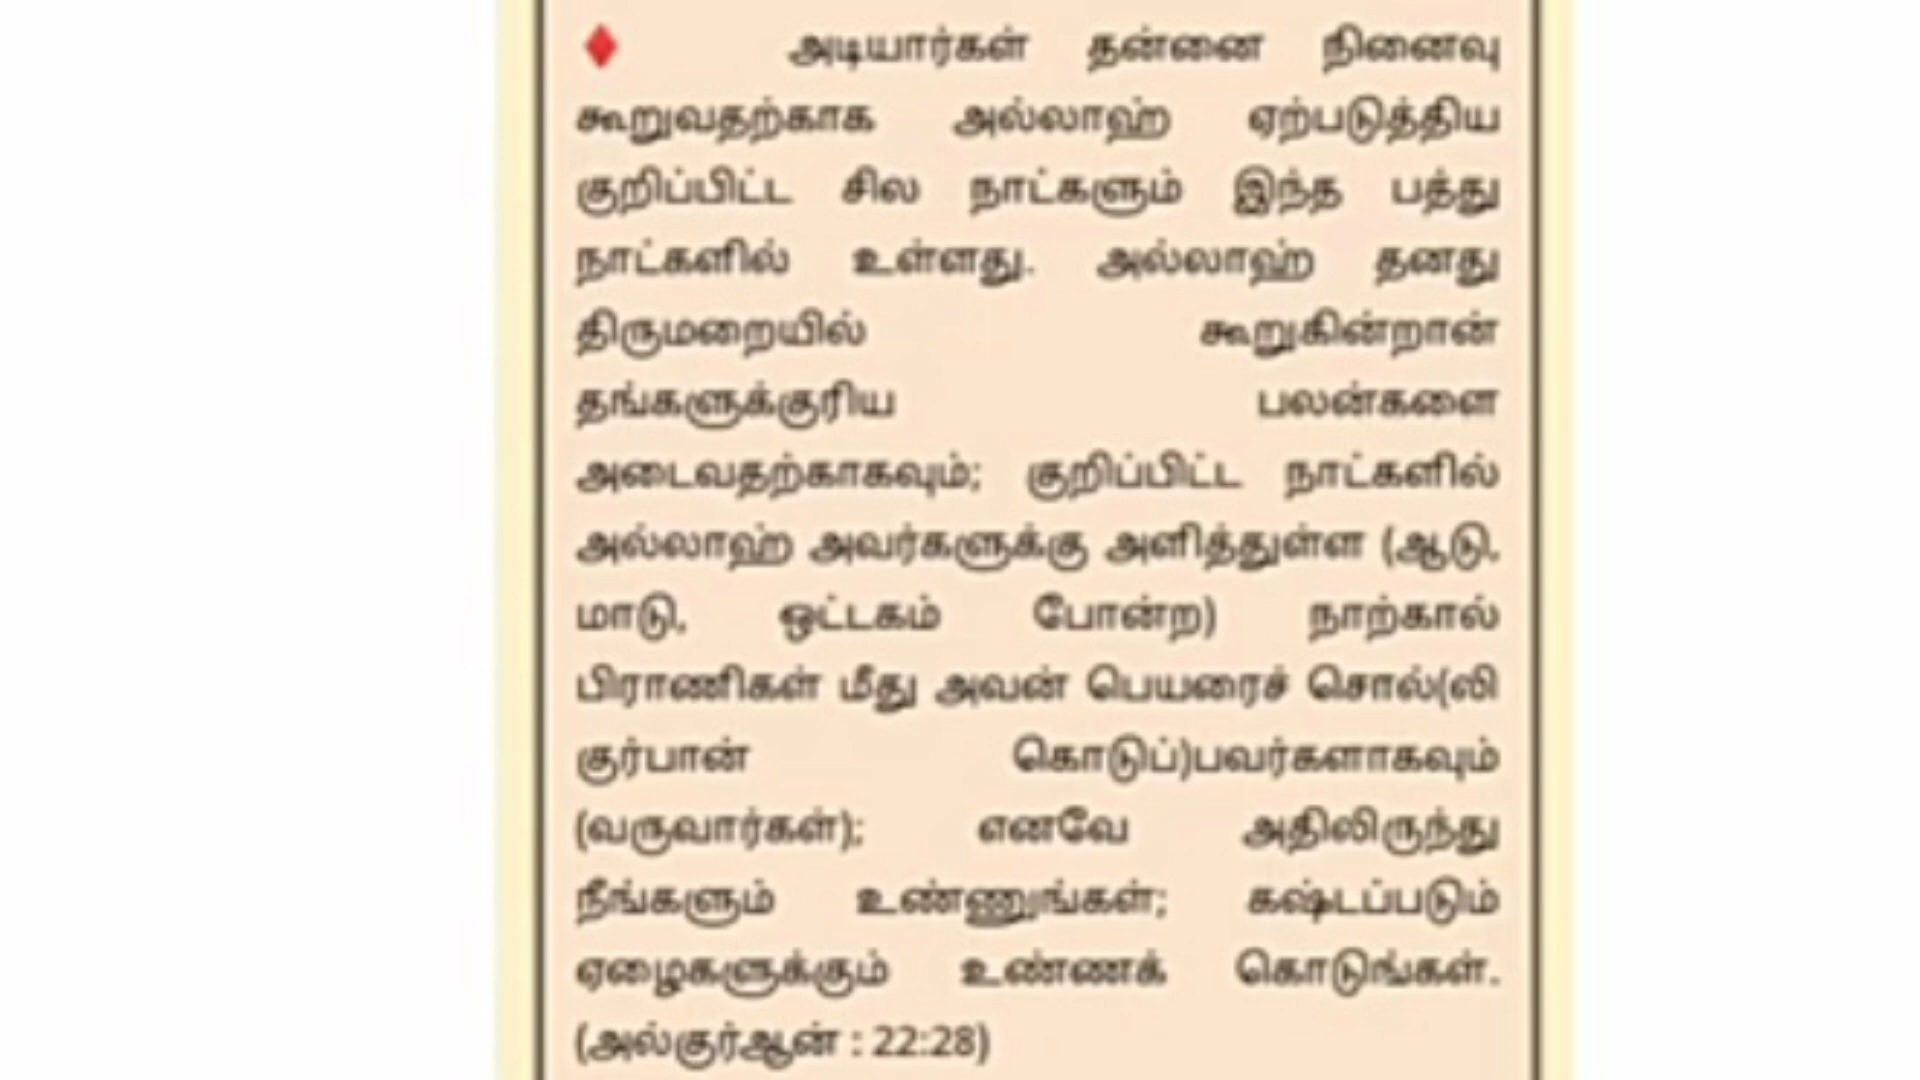 ♦ அடியார்கள் தன்னை நினைவு
கூறுவதற்காக அல்லாஹ் ஏற்படுத்திய
குறிப்பிட்ட சில நாட்களும் இந்த பத்து
நாட்களில் உள்ளது. அல்லாஹ் தனது
திருமறையில் கூறுகின்றான்
தங்களுக்குரிய பலன்களை
அடைவதற்காகவும்; குறிப்பிட்ட நாட்களில்
அல்லாஹ் அவர்களுக்கு அளித்துள்ள (ஆடு,
மாடு, ஒட்டகம் போன்ற) நாற்கால்
பிராணிகள் மீது அவன் பெயரைச் சொல்(லி
குர்பான் கொடுப்)பவர்களாகவும்
(வருவார்கள்); எனவே அதிலிருந்து
நீங்களும் உண்ணுங்கள்; கஷ்டப்படும்
ஏழைகளுக்கும் உண்ணக் கொடுங்கள்.
(அல்குர்ஆன் : 22:28)